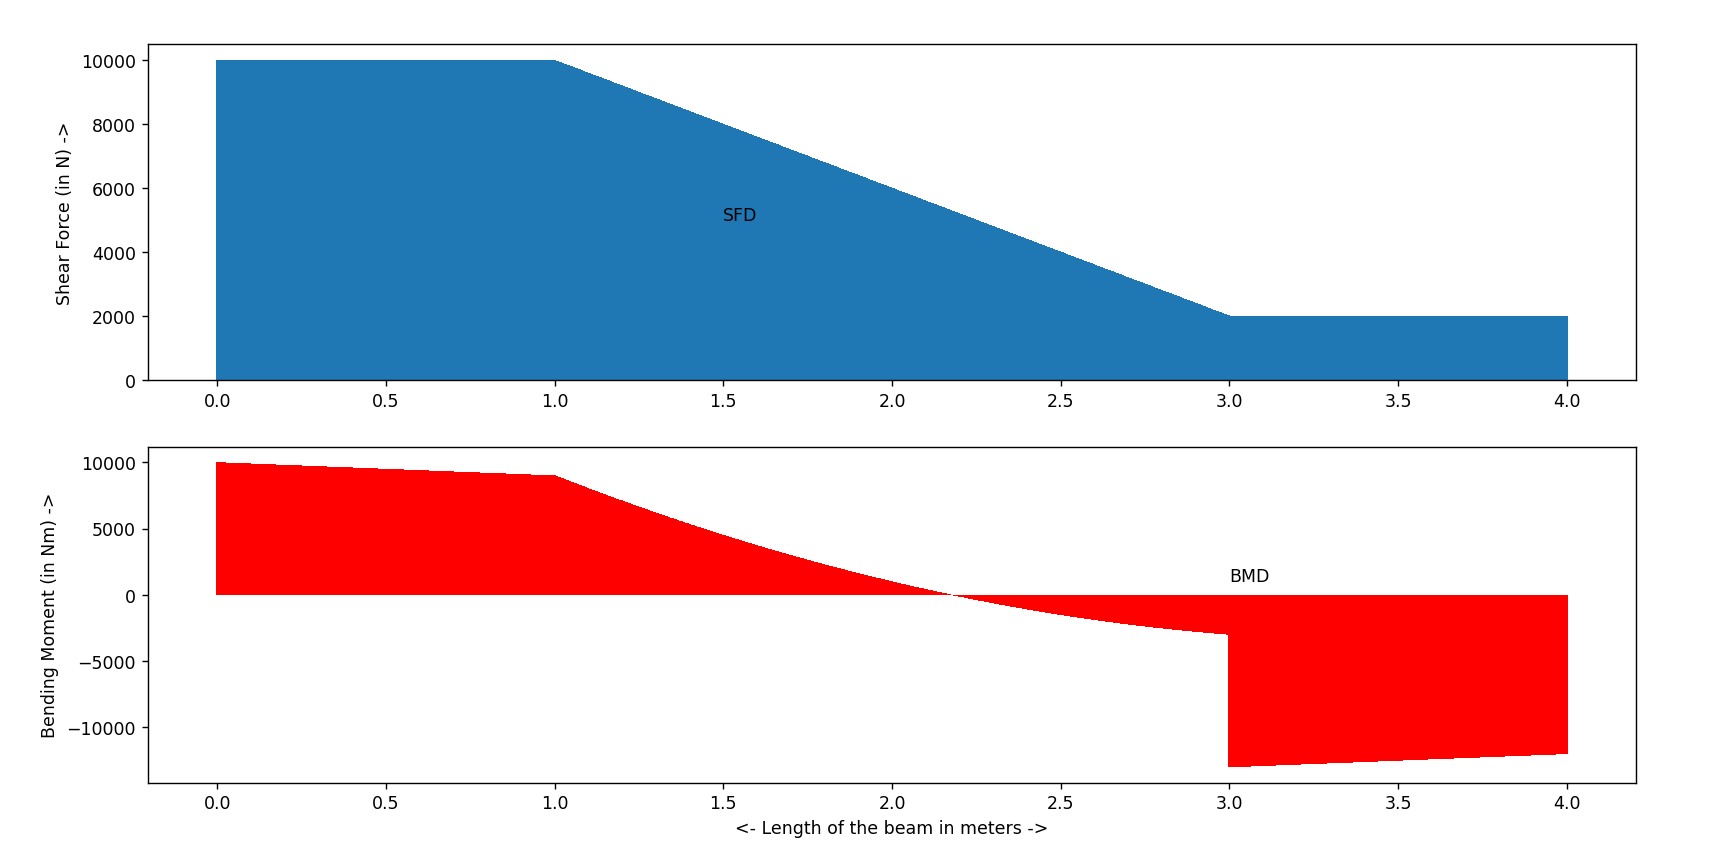 Shear Force (in N) ->
10000
8000
6000
4000
2000
0
SFD
0.0 0.5 1.0 1.5 2.0 2.5 3.0 3.5 4.0
Bending Moment (in Nm) ->
10000
5000
0
−5000
−10000
BMD
0.0 0.5 1.0 1.5 2.0 2.5 3.0 3.5 4.0
<- Length of the beam in meters ->